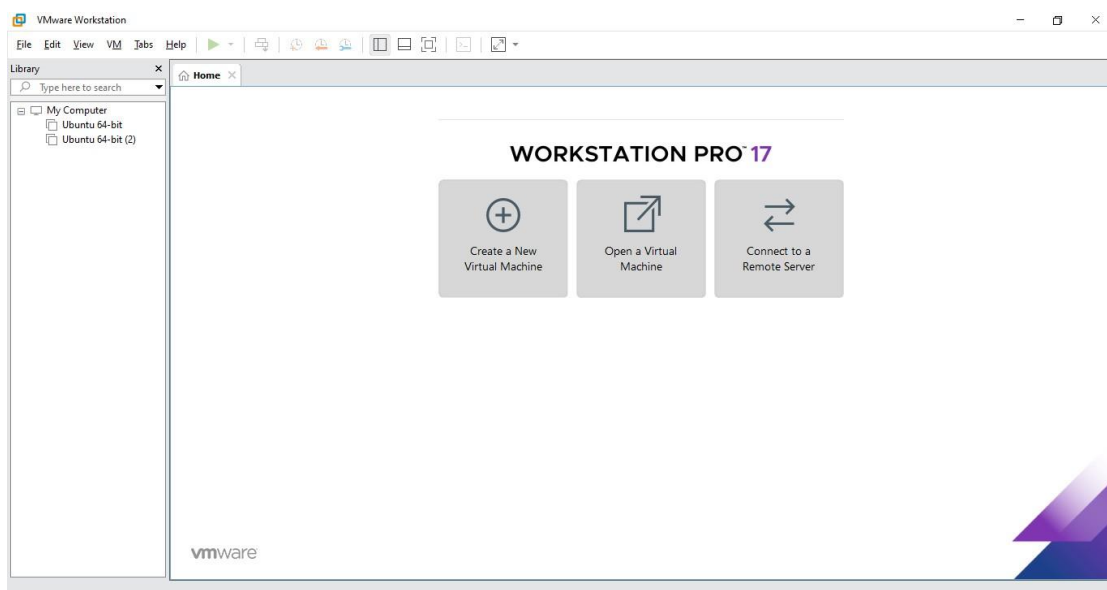 VMware Workstation
File Edit View VM Tabs Help
Library
Home
Type here to search
My Computer
Ubuntu 64-bit
Ubuntu 64-bit (2)
WORKSTATION PRO™ 17
Create a New
Virtual Machine
Open a Virtual
Machine
Connect to a
Remote Server
vmware